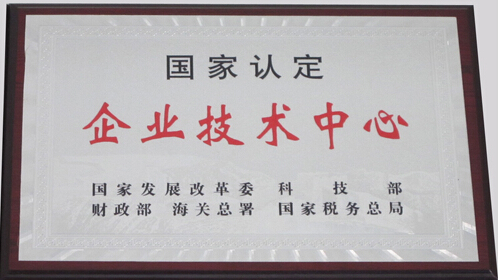 国家认定
企业技术中心
国家发展改革委 科技部
财政部 海关总署 国家税务总局